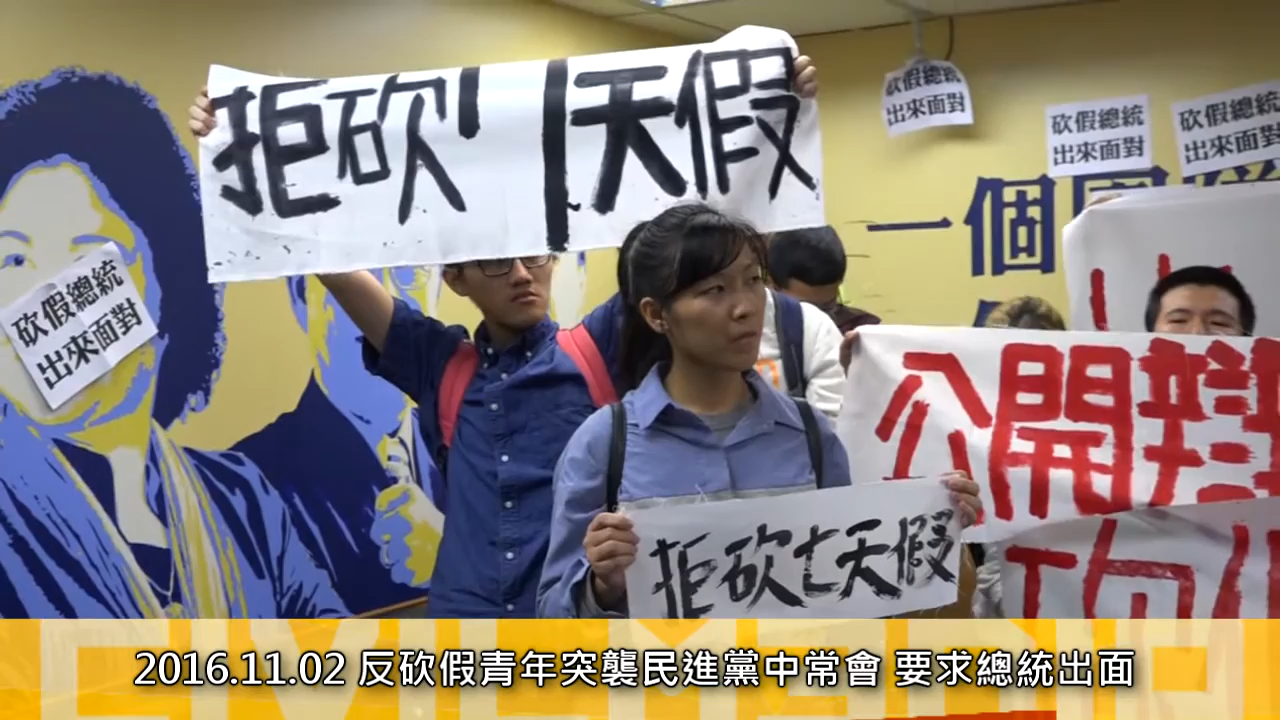 拒砍七天假
砍假總統
出來面對
砍假總統
出來面對
砍假總統
出來面對
一個
砍假總統
出來面對
公開辯
拒砍七天假
2016.11.02 反砍假青年突襲民進黨中常會 要求總統出面